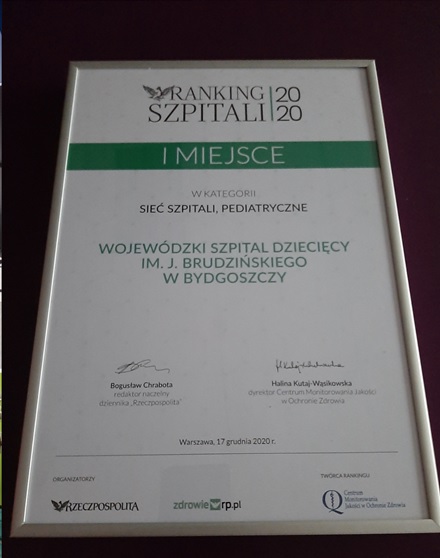 RANKING
SZPITALI
20
20
I MIEJSCE
W KATEGORII
SIEĆ SZPITALI, PEDIATRYCZNE
WOJEWÓDZKI SZPITAL DZIECIĘCY
IM. J. BRUDZIŃSKIEGO
W BYDGOSZCZY
Bogusław Chrabota
redaktor naczelny
dziennika „Rzeczpospolita”
Halina Kutaj-Wąsikowska
dyrektor Centrum Monitorowania Jakości
w Ochronie Zdrowia
Warszawa, 17 grudnia 2020 r.
ORGANIZATORZY
TWÓRCA RANKINGU
RZECZPOSPOLITA
zdrowie.rp.pl
Centrum
Monitorowania
Jakości w Ochronie Zdrowia